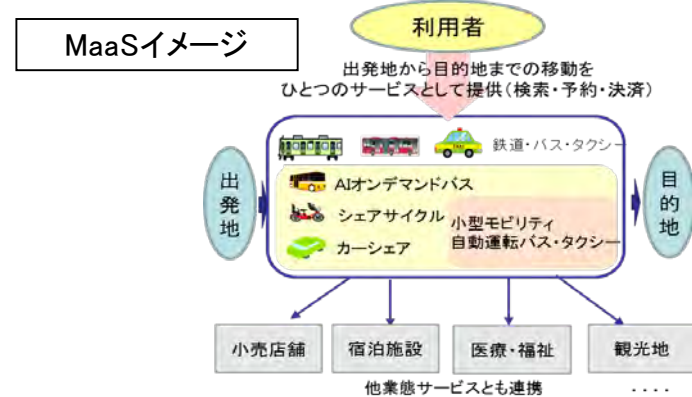 MaaSイメージ
利用者
出発地から目的地までの移動を
ひとつのサービスとして提供(検索・予約・決済)
鉄道・バス・タクシー
出発地
AIオンデマンドバス
シェアサイクル
カーシェア
小型モビリティ
自動運転バス・タクシー
目的地
小売店舗
宿泊施設
医療・福祉
観光地
他業態サービスとも連携
・・・・